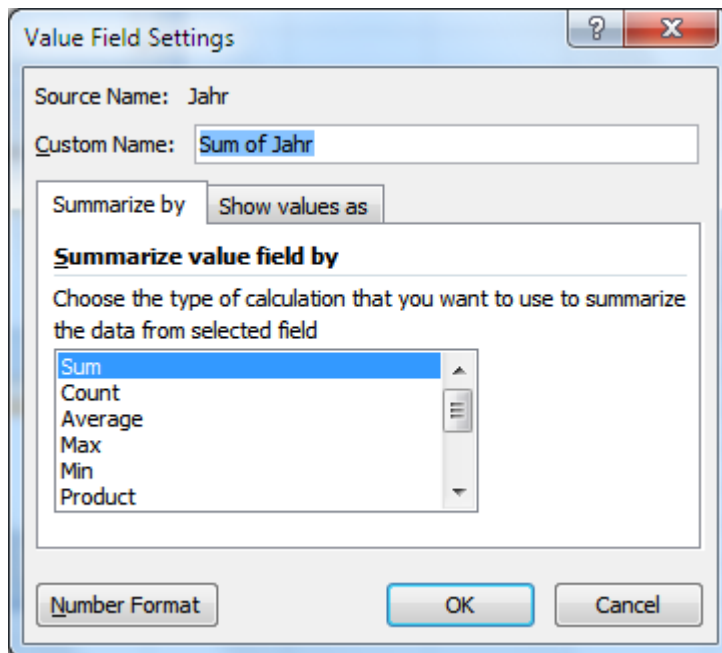 Value Field Settings
Source Name: Jahr
Custom Name: Sum of Jahr
Summarize by Show values as
Summarize value field by
Choose the type of calculation that you want to use to summarize
the data from selected field
Sum
Count
Average
Max
Min
Product
Number Format OK Cancel